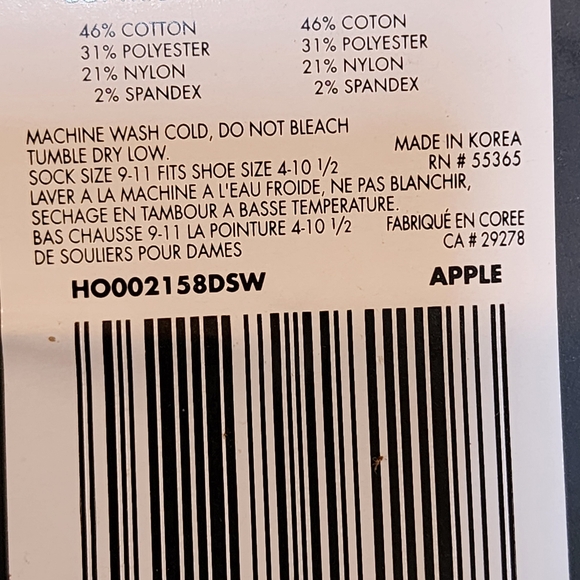 46% COTTON
31% POLYESTER
21% NYLON
2% SPANDEX
46% COTON
31% POLYESTER
21% NYLON
2% SPANDEX
MACHINE WASH COLD, DO NOT BLEACH
TUMBLE DRY LOW.
SOCK SIZE 9-11 FITS SHOE SIZE 4-10 1/2
MADE IN KOREA
RN # 55365
LAVER A LA MACHINE A L'EAU FROIDE, NE PAS BLANCHIR,
SECHAGE EN TAMBOUR A BASSE TEMPERATURE.
BAS CHAUSSE 9-11 LA POINTURE 4-10 1/2
DE SOULIERS POUR DAMES
FABRIQUÉ EN COREE
CA # 29278
HO002158DSW
APPLE